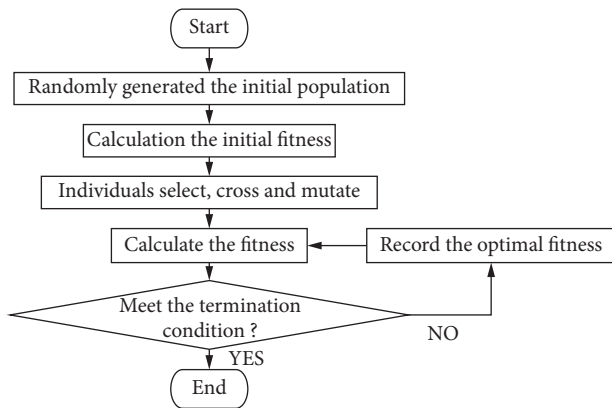 Start
Randomly generated the initial population
Calculation the initial fitness
Individuals select, cross and mutate
Calculate the fitness
Record the optimal fitness
Meet the termination
condition ?
NO
YES
End